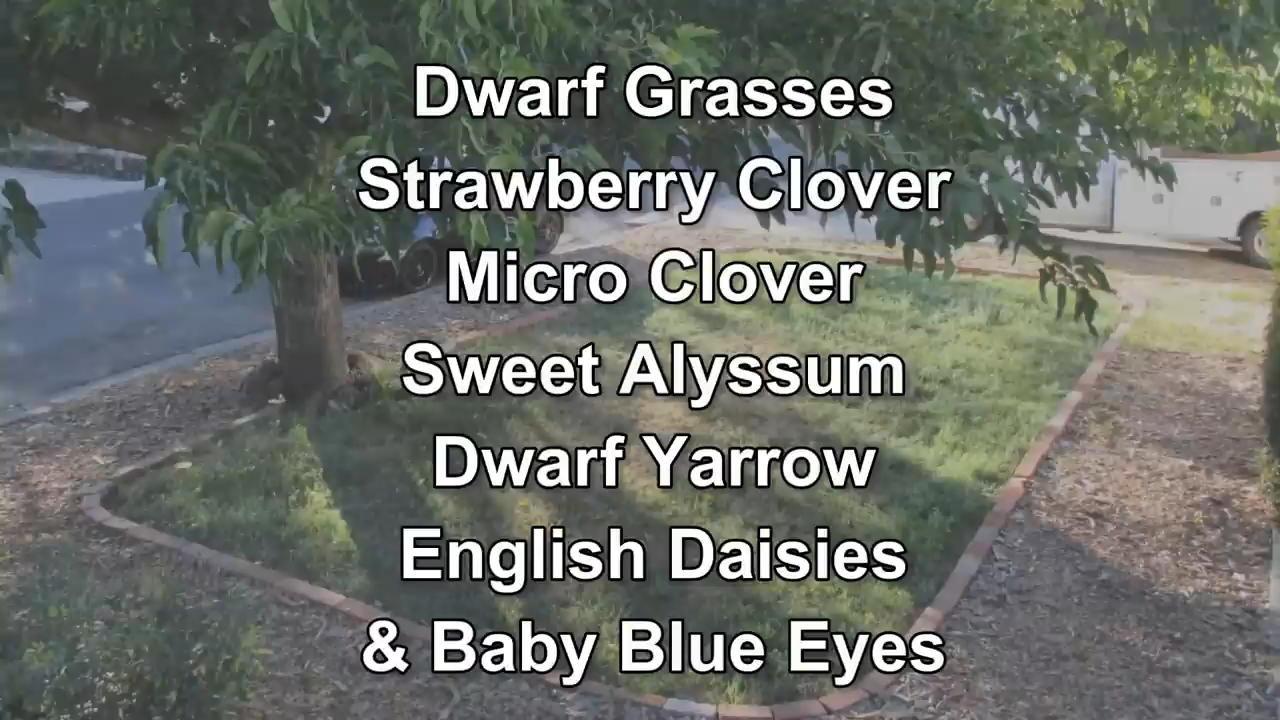 Dwarf Grasses
Strawberry Clover
Micro Clover
Sweet Alyssum
Dwarf Yarrow
English Daisies
& Baby Blue Eyes